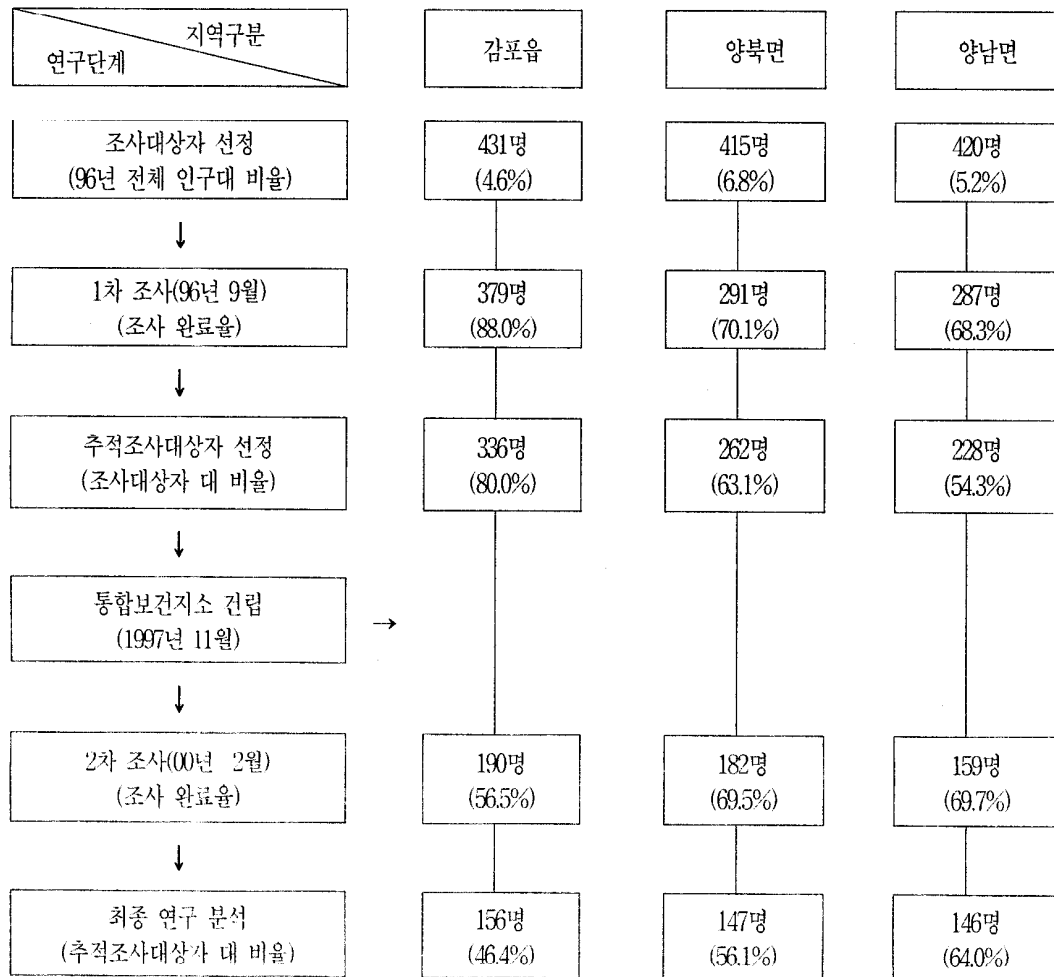 지역구분
연구단계
감포읍
양북면
양남면
조사대상자 선정
(96년 전체 인구대 비율)
431명
(4.6%)
415명
(6.8%)
420명
(5.2%)
↓
1차 조사(96년 9월)
(조사 완료율)
379명
(88.0%)
291명
(70.1%)
287명
(68.3%)
↓
추적조사대상자 선정
(조사대상자 대 비율)
336명
(80.0%)
262명
(63.1%)
228명
(54.3%)
↓
통합보건지소 건립
(1997년 11월)
→
↓
2차 조사(00년 2월)
(조사 완료율)
190명
(56.5%)
182명
(69.5%)
159명
(69.7%)
↓
최종 연구 분석
(추적조사대상자 대 비율)
156명
(46.4%)
147명
(56.1%)
146명
(64.0%)